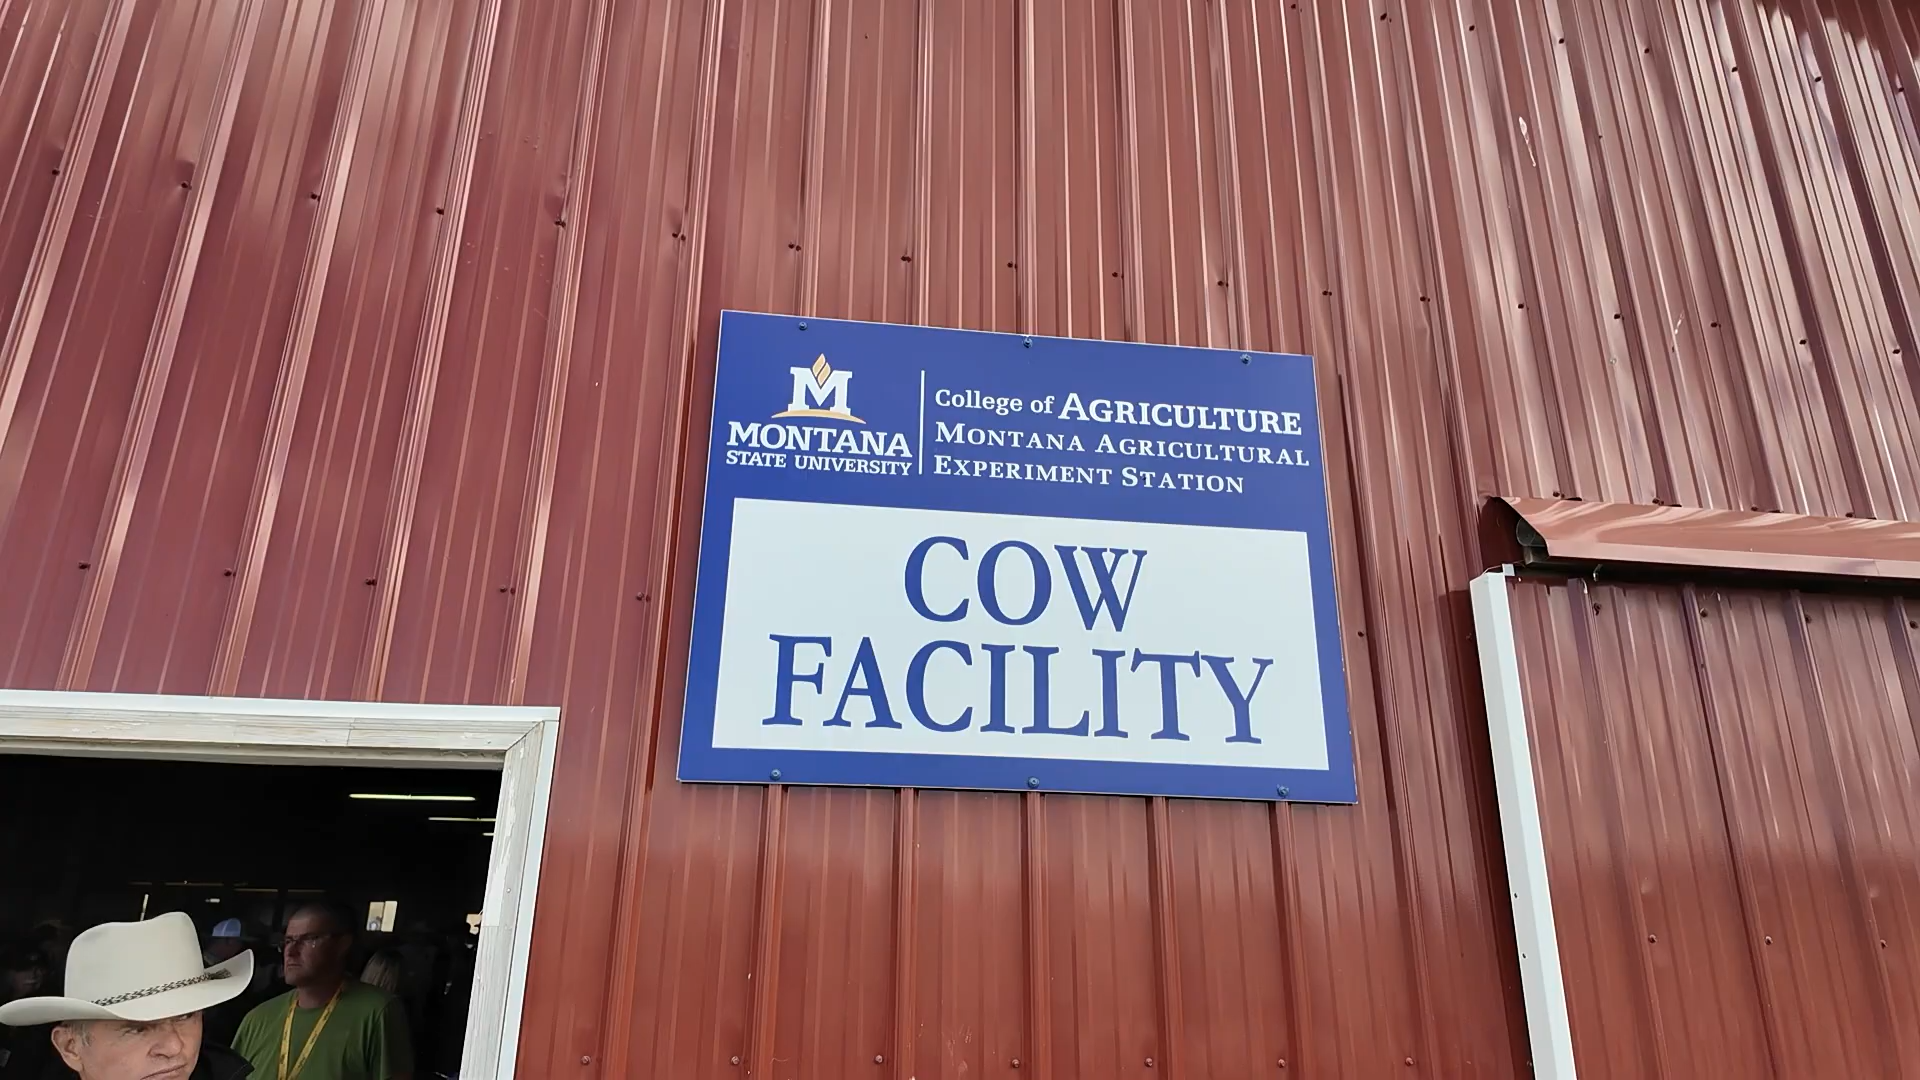 M
MONTANA
STATE UNIVERSITY
College of AGRICULTURE
MONTANA AGRICULTURAL
EXPERIMENT STATION
COW
FACILITY